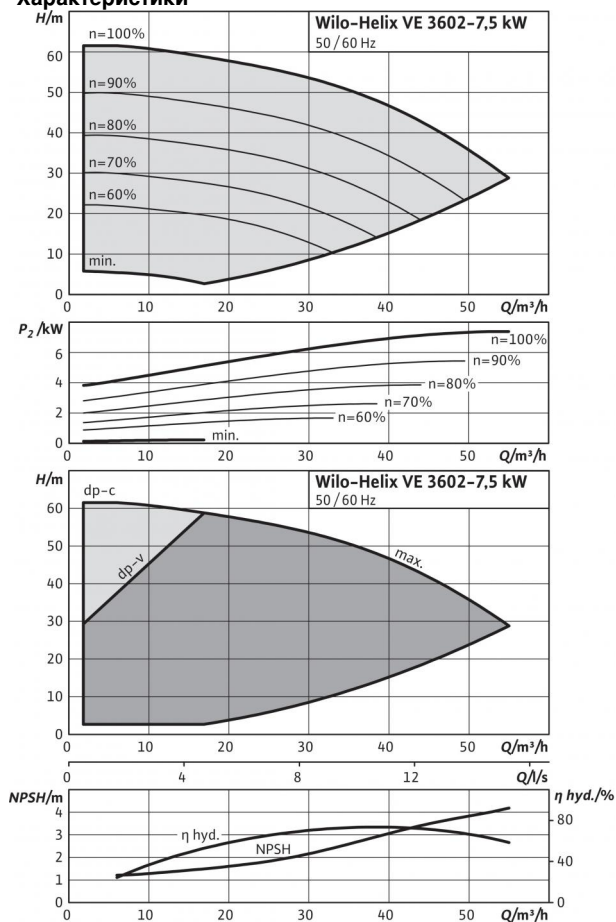 Характеристики
H/m
Wilo-Helix VE 3602-7,5 kW
50 / 60 Hz
n=100%
60
n=90%
50
n=80%
40
n=70%
30
n=60%
20
10
min.
0
0 10 20 30 40 50 Q/m³/h
P₂ /kW
n=100%
6
n=90%
4
n=80%
n=70%
2
n=60%
min.
0
0 10 20 30 40 50 Q/m³/h
H/m
Wilo-Helix VE 3602-7,5 kW
50 / 60 Hz
dp-c
60
50
max.
dp-v
40
30
20
10
0
0 10 20 30 40 50 Q/m³/h
0 4 8 12 Q/l/s
NPSH/m
η hyd./%
4
80
3
η hyd.
NPSH
2
40
1
0
0
0 10 20 30 40 50 Q/m³/h